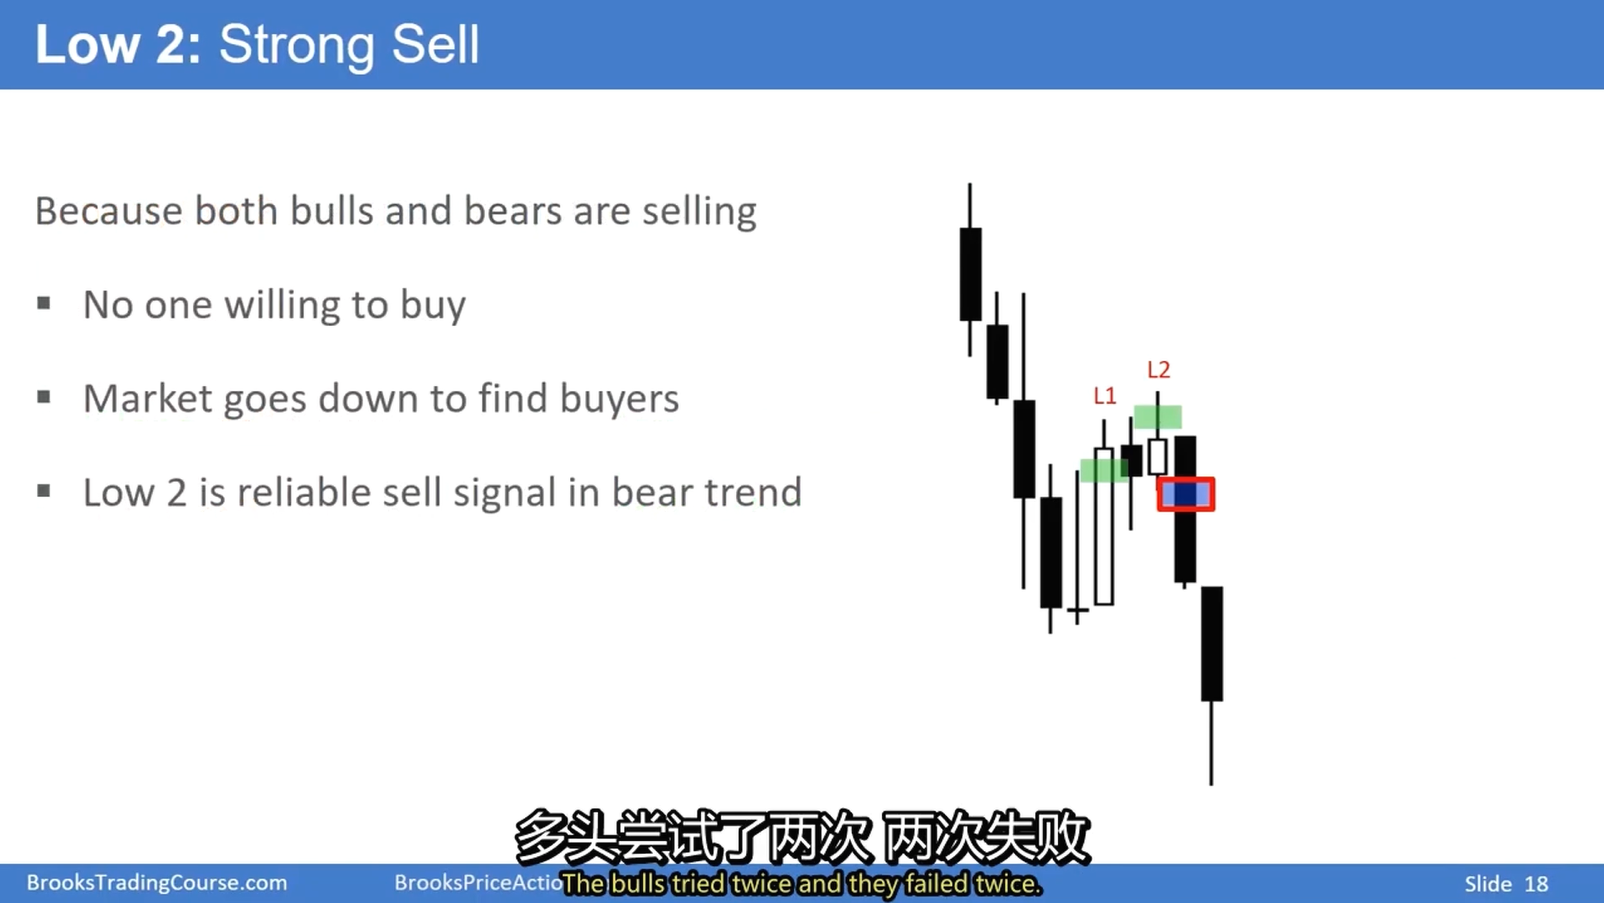 Low 2: Strong Sell
Because both bulls and bears are selling
▪ No one willing to buy
▪ Market goes down to find buyers
▪ Low 2 is reliable sell signal in bear trend
L1
L2
多头尝试了两次 两次失败
The bulls tried twice and they failed twice.
BrooksTradingCourse.com
BrooksPriceActio
Slide 18